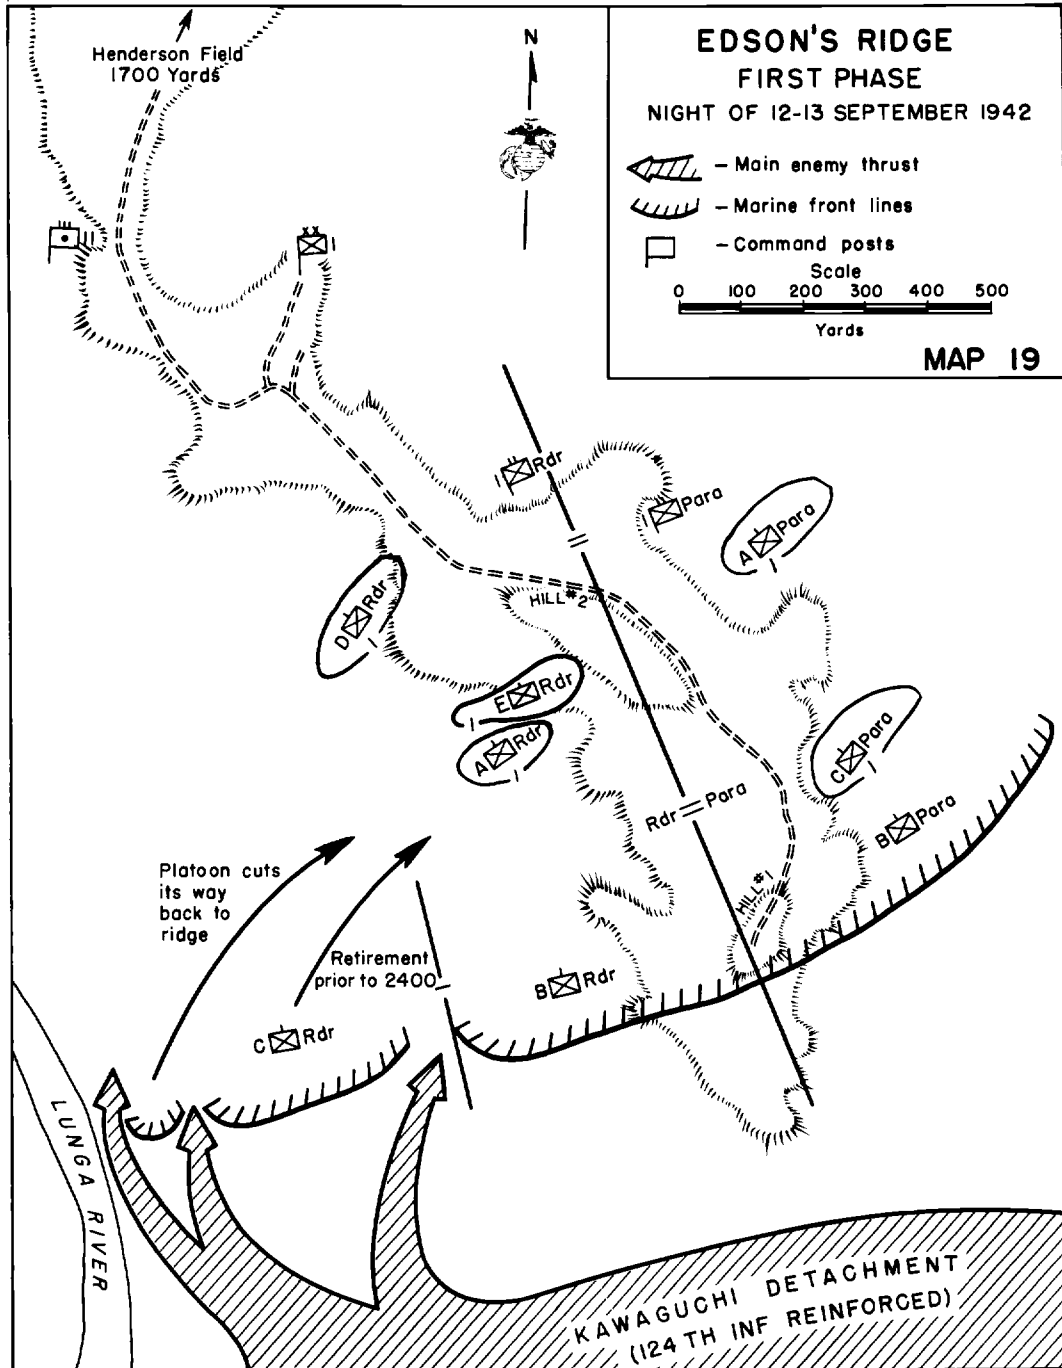 Henderson Field
1700 Yards
N
EDSON'S RIDGE
FIRST PHASE
NIGHT OF 12-13 SEPTEMBER 1942
- Main enemy thrust
- Marine front lines
- Command posts
Scale
0 100 200 300 400 500
Yards
MAP 19
1
xx
1
1 Rdr
1 Para
A Para
1
D Rdr
1
HILL #2
E Rdr
1
A Rdr
1
C Para
1
Rdr Para
B Para
HILL #1
Platoon cuts
its way
back to
ridge
Retirement
prior to 2400
B Rdr
C Rdr
LUNGA RIVER
KAWAGUCHI DETACHMENT
(124 TH INF REINFORCED)